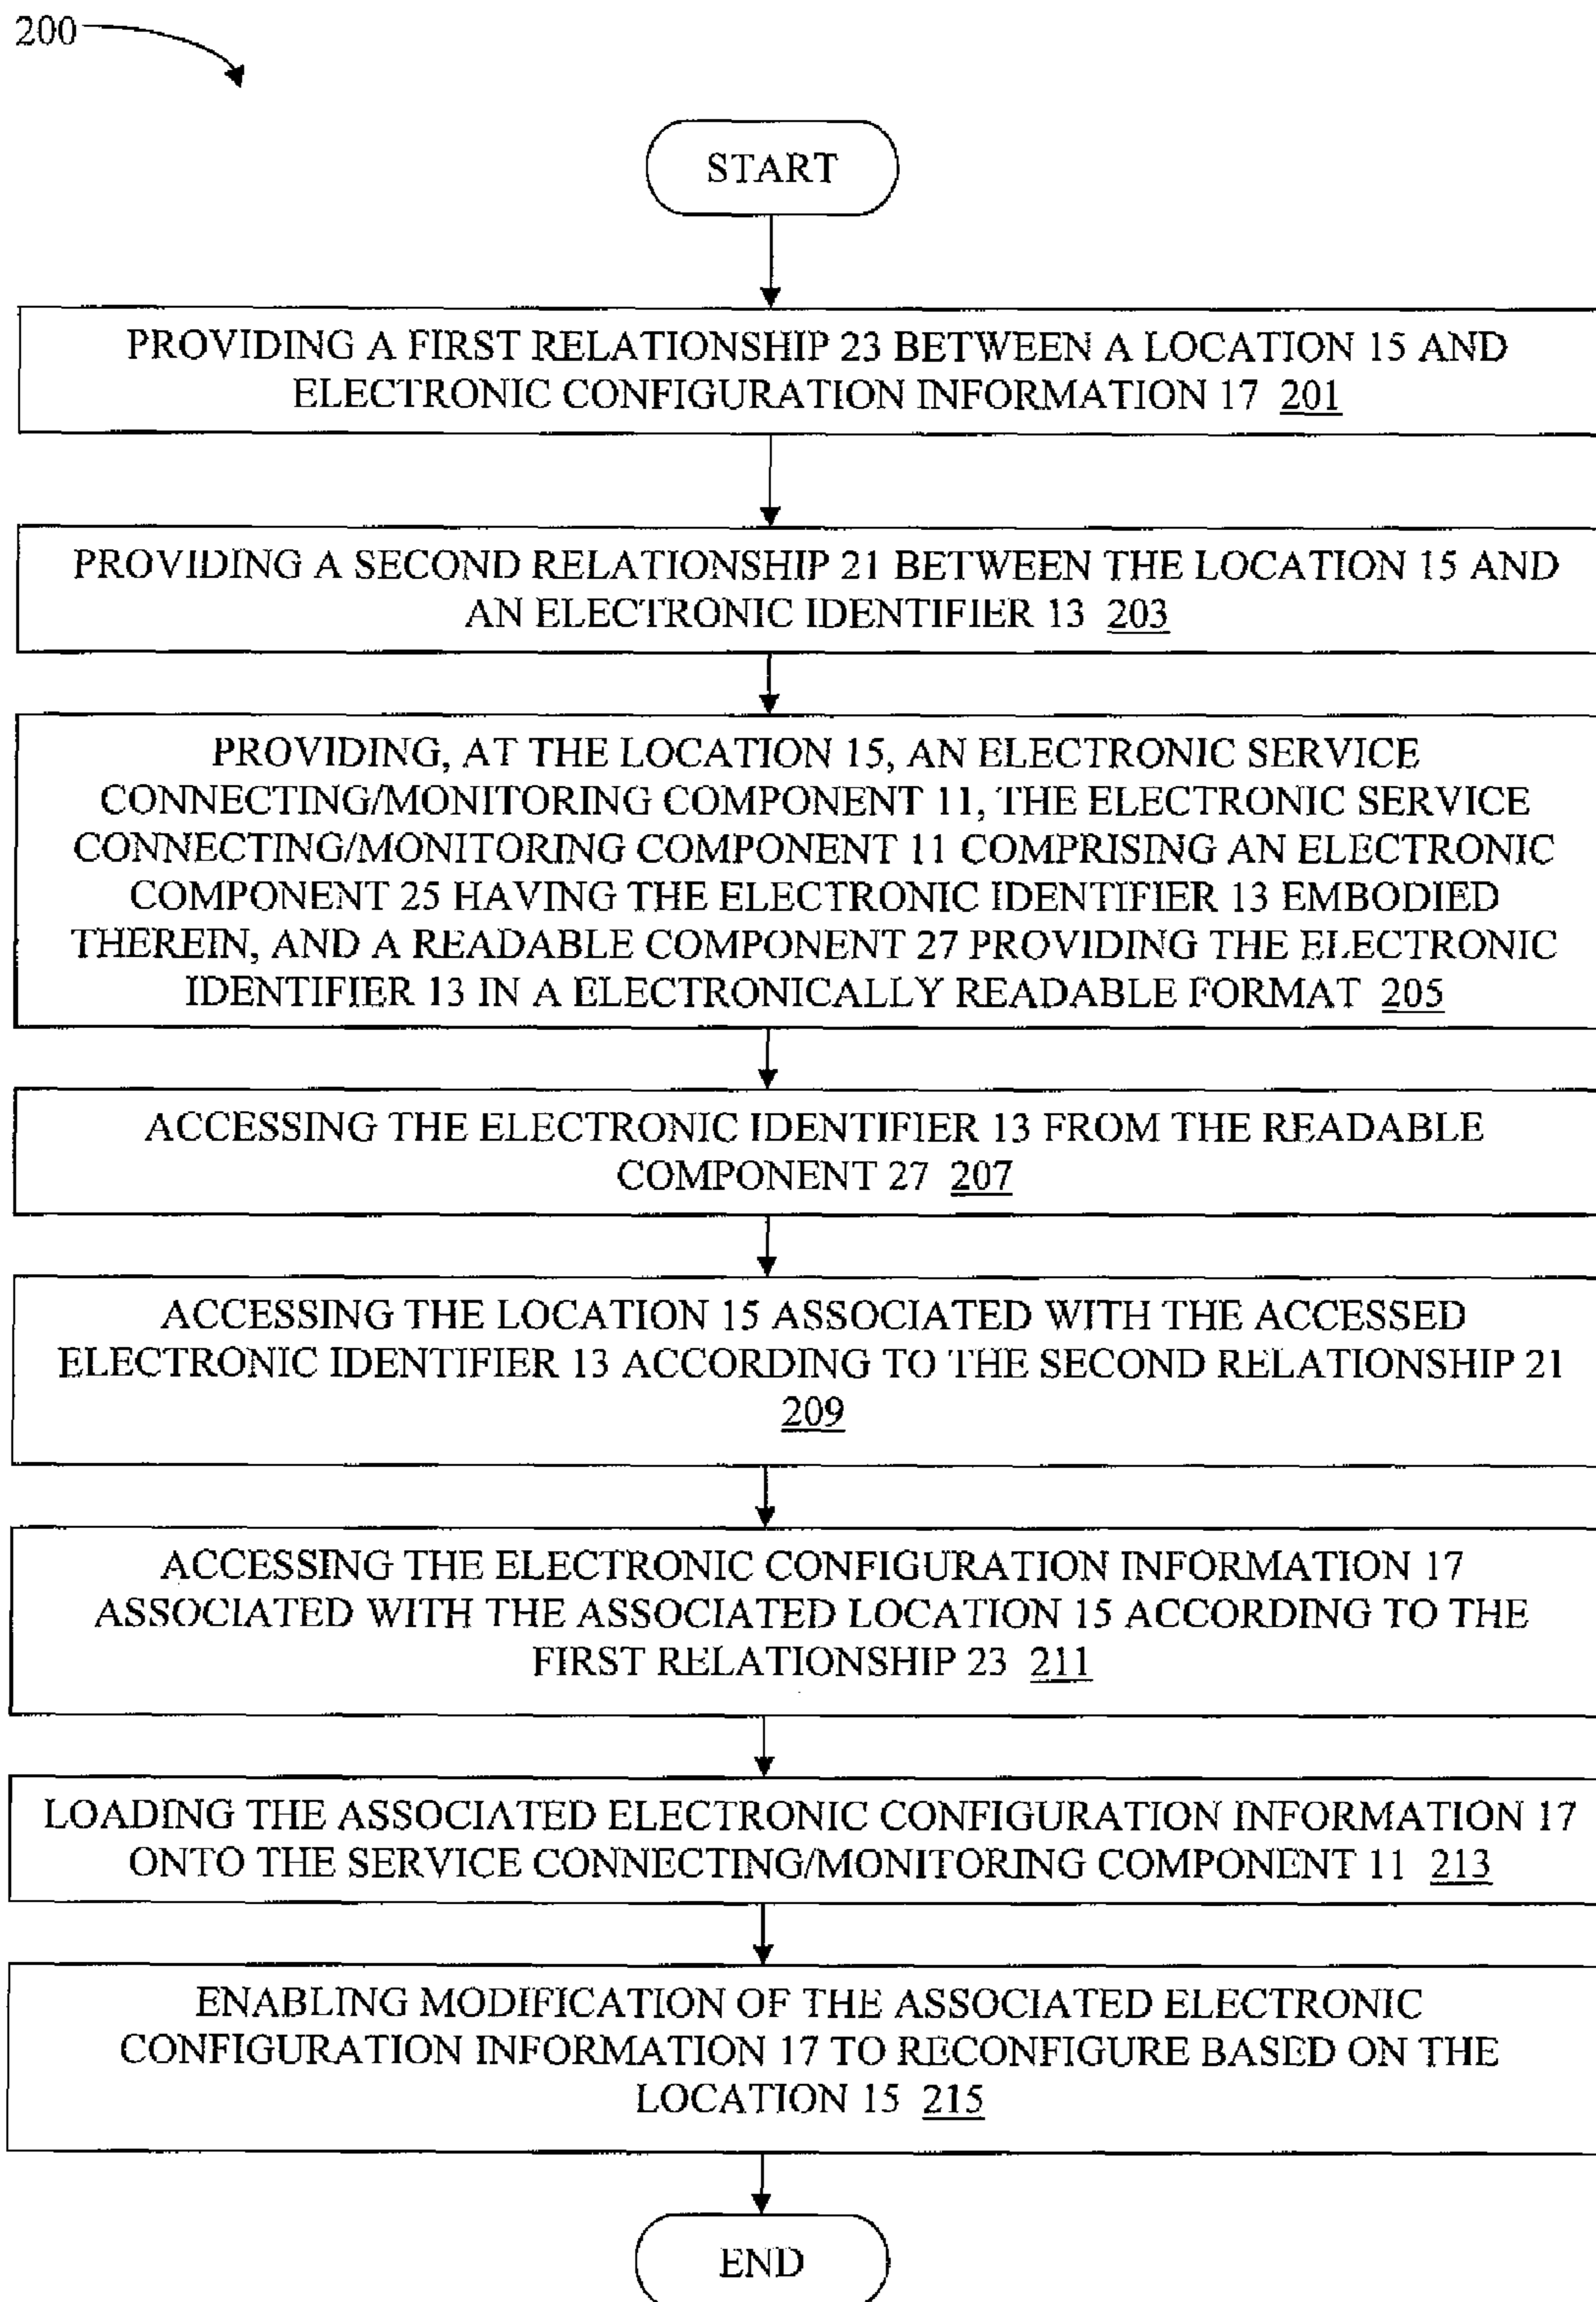 200
START
PROVIDING A FIRST RELATIONSHIP 23 BETWEEN A LOCATION 15 AND
ELECTRONIC CONFIGURATION INFORMATION 17 201
PROVIDING A SECOND RELATIONSHIP 21 BETWEEN THE LOCATION 15 AND
AN ELECTRONIC IDENTIFIER 13 203
PROVIDING, AT THE LOCATION 15, AN ELECTRONIC SERVICE
CONNECTING/MONITORING COMPONENT 11, THE ELECTRONIC SERVICE
CONNECTING/MONITORING COMPONENT 11 COMPRISING AN ELECTRONIC
COMPONENT 25 HAVING THE ELECTRONIC IDENTIFIER 13 EMBODIED
THEREIN, AND A READABLE COMPONENT 27 PROVIDING THE ELECTRONIC
IDENTIFIER 13 IN A ELECTRONICALLY READABLE FORMAT 205
ACCESSING THE ELECTRONIC IDENTIFIER 13 FROM THE READABLE
COMPONENT 27 207
ACCESSING THE LOCATION 15 ASSOCIATED WITH THE ACCESSED
ELECTRONIC IDENTIFIER 13 ACCORDING TO THE SECOND RELATIONSHIP 21
209
ACCESSING THE ELECTRONIC CONFIGURATION INFORMATION 17
ASSOCIATED WITH THE ASSOCIATED LOCATION 15 ACCORDING TO THE
FIRST RELATIONSHIP 23 211
LOADING THE ASSOCIATED ELECTRONIC CONFIGURATION INFORMATION 17
ONTO THE SERVICE CONNECTING/MONITORING COMPONENT 11 213
ENABLING MODIFICATION OF THE ASSOCIATED ELECTRONIC
CONFIGURATION INFORMATION 17 TO RECONFIGURE BASED ON THE
LOCATION 15 215
END